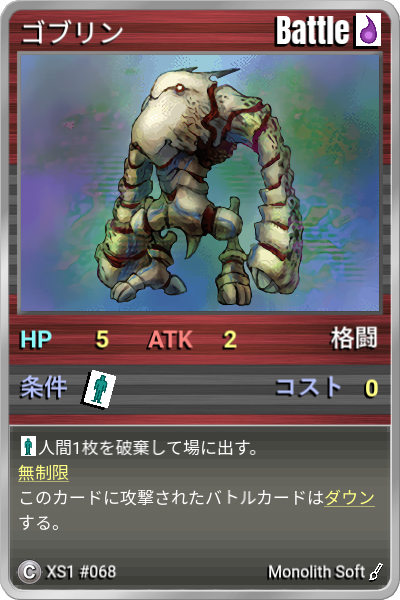 ゴブリン Battle
HP 5 ATK 2 格闘
条件 コスト 0
人間1枚を破棄して場に出す。
無制限
このカードに攻撃されたバトルカードはダウン
する。
C XS1 #068 Monolith Soft